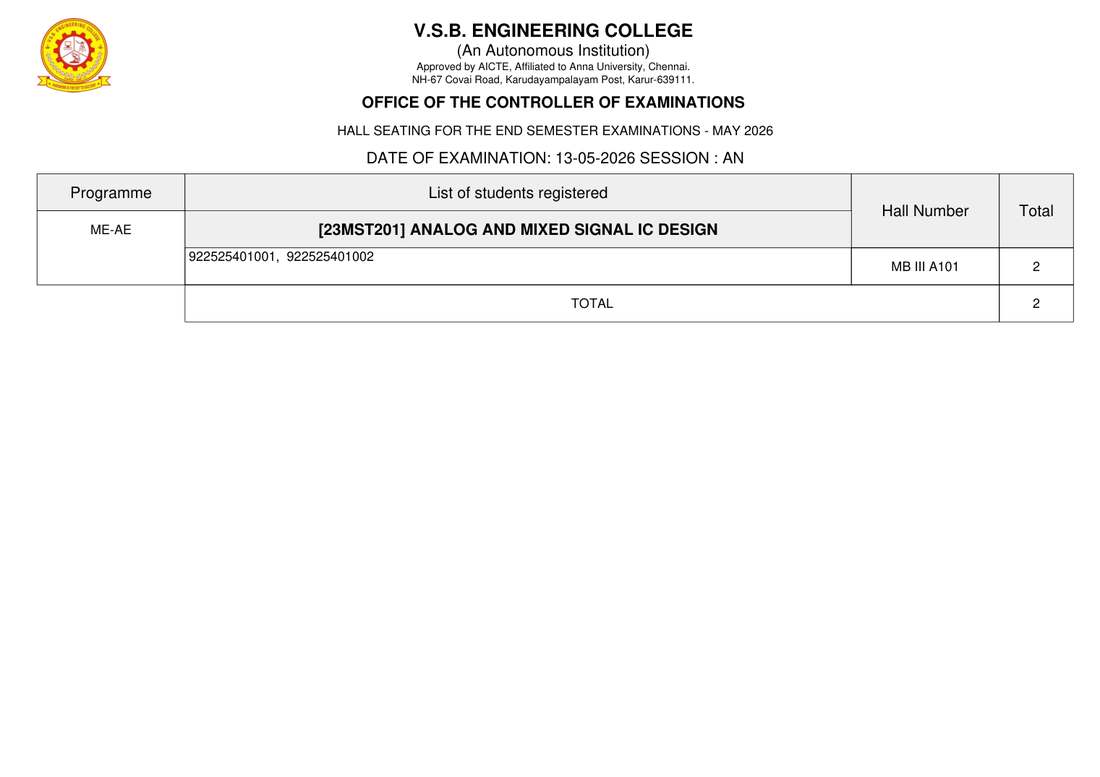 V.S.B. ENGINEERING COLLEGE
(An Autonomous Institution)
Approved by AICTE, Affiliated to Anna University, Chennai.
NH-67 Covai Road, Karudayampalayam Post, Karur-639111.
OFFICE OF THE CONTROLLER OF EXAMINATIONS
HALL SEATING FOR THE END SEMESTER EXAMINATIONS - MAY 2026
DATE OF EXAMINATION: 13-05-2026 SESSION : AN
Programme List of students registered Hall Number Total
ME-AE [23MST201] ANALOG AND MIXED SIGNAL IC DESIGN
922525401001, 922525401002 MB III A101 2
TOTAL 2